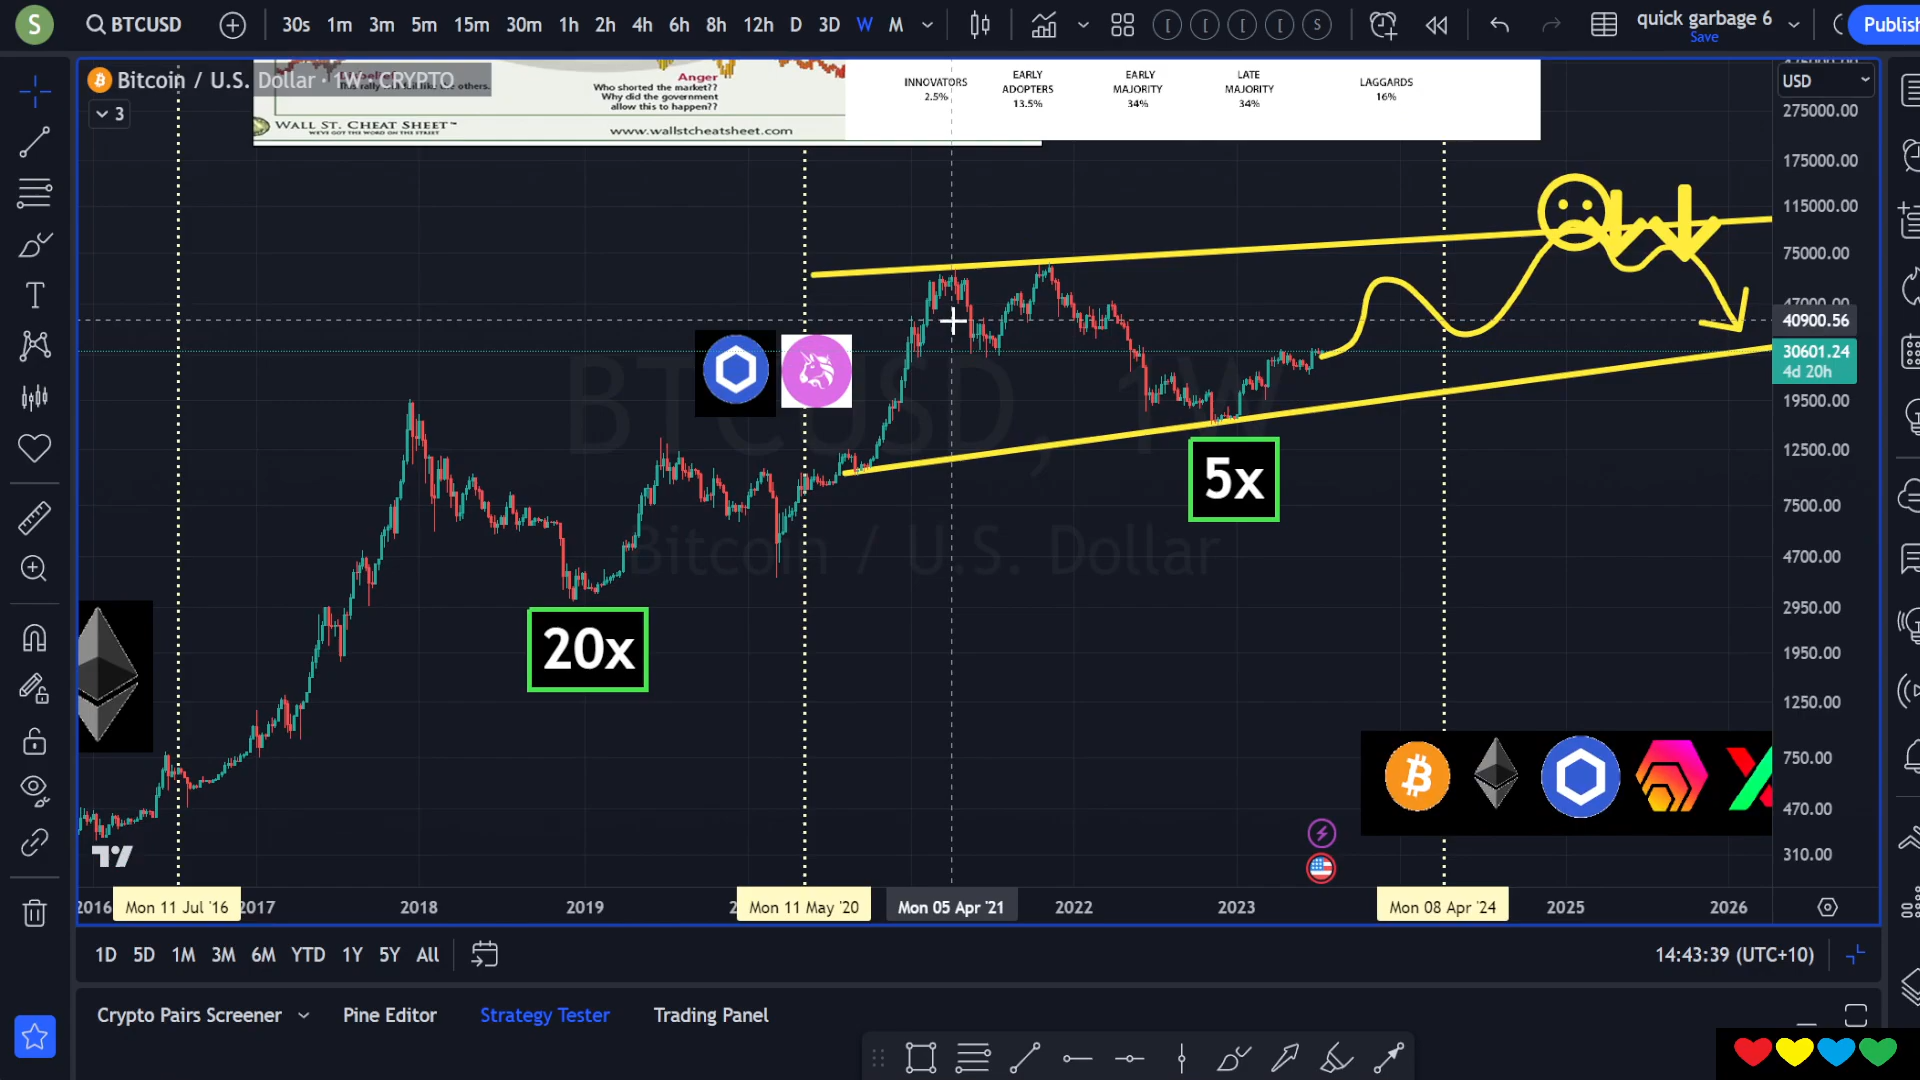 S
BTCUSD
30s 1m 3m 5m 15m 30m 1h 2h 4h 6h 8h 12h D 3D W M
S
quick garbage 6
Save
Publish
Bitcoin / U.S. Dollar · 1W · CRYPTO
3
Anger
Who shorted the market??
Why did the government
allow this to happen??
WALL ST. CHEAT SHEET™
www.wallstcheatsheet.com
INNOVATORS
2.5%
EARLY
ADOPTERS
13.5%
EARLY
MAJORITY
34%
LATE
MAJORITY
34%
LAGGARDS
16%
USD
275000.00
175000.00
115000.00
75000.00
47000.00
40900.56
30601.24
4d 20h
19500.00
12500.00
7500.00
4700.00
2950.00
1950.00
1250.00
750.00
470.00
310.00
BTCUSD, 1W
Bitcoin / U.S. Dollar
5x
20x
2016 Mon 11 Jul '16 2017 2018 2019 Mon 11 May '20 Mon 05 Apr '21 2022 2023 Mon 08 Apr '24 2025 2026
1D 5D 1M 3M 6M YTD 1Y 5Y All
14:43:39 (UTC+10)
Crypto Pairs Screener Pine Editor Strategy Tester Trading Panel